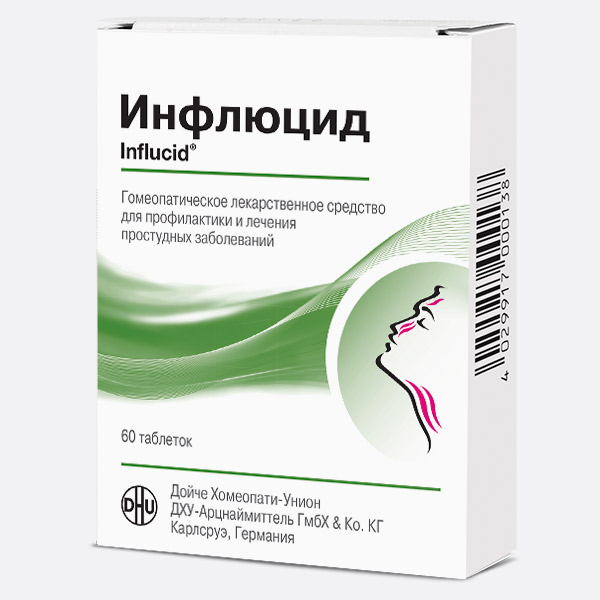 Инфлюцид
Influcid®
Гомеопатическое лекарственное средство
для профилактики и лечения
простудных заболеваний
60 таблеток
DHU
Дойче Хомеопати-Унион
ДХУ-Арцнаймиттель ГмбХ & Ко. КГ
Карлсруэ, Германия
4 029917 000138